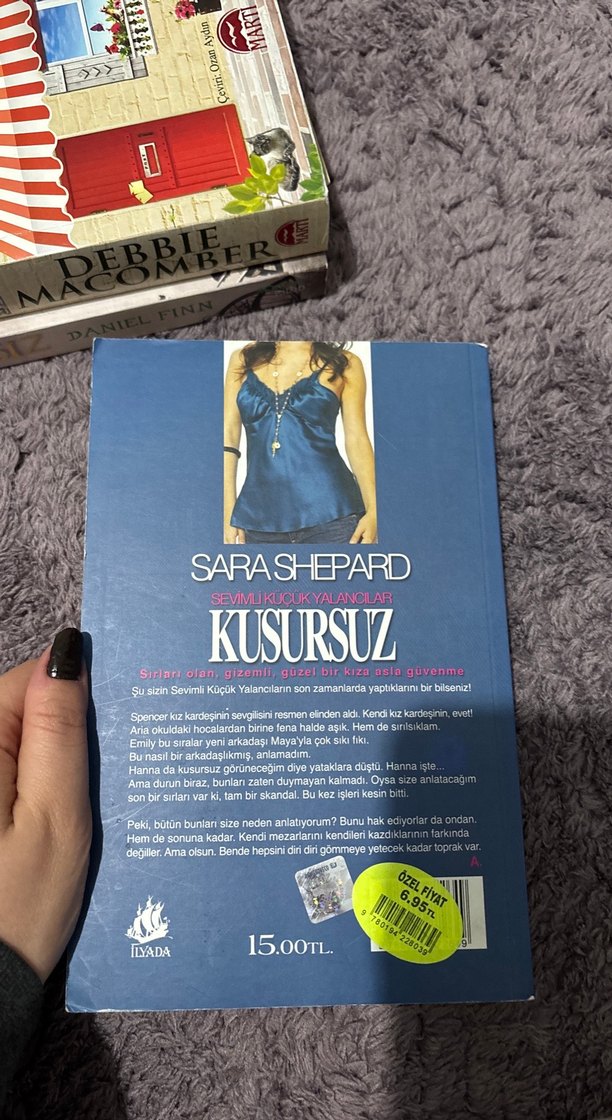 Çeviri: Ozan Aydın
MARTI
DEBBIE
MACOMBER
MARTI
DANIEL FINN
SARA SHEPARD
SEVİMLİ KÜÇÜK YALANCILAR
KUSURSUZ
Sırları olan, gizemli, güzel bir kıza asla güvenme
Şu sizin Sevimli Küçük Yalancıların son zamanlarda yaptıklarını bir bilseniz!
Spencer kız kardeşinin sevgilisini resmen elinden aldı. Kendi kız kardeşinin, evet!
Aria okuldaki hocalardan birine fena halde aşık. Hem de sırılsıklam.
Emily bu sıralar yeni arkadaşı Maya'yla çok sıkı fıkı.
Bu nasıl bir arkadaşlıkmış, anlamadım.
Hanna da kusursuz görüneceğim diye yataklara düştü. Hanna işte...
Ama durun biraz, bunları zaten duymayan kalmadı. Oysa size anlatacağım
son bir sırları var ki, tam bir skandal. Bu kez işleri kesin bitti.
Peki, bütün bunları size neden anlatıyorum? Bunu hak ediyorlar da ondan.
Hem de sonuna kadar. Kendi mezarlarını kendileri kazdıklarının farkında
değiller. Ama olsun. Bende hepsini diri diri gömmeye yetecek kadar toprak var.
A.
ÖZEL FİYAT
6.95TL
9 780194 228039
İLYADA
15.00TL.